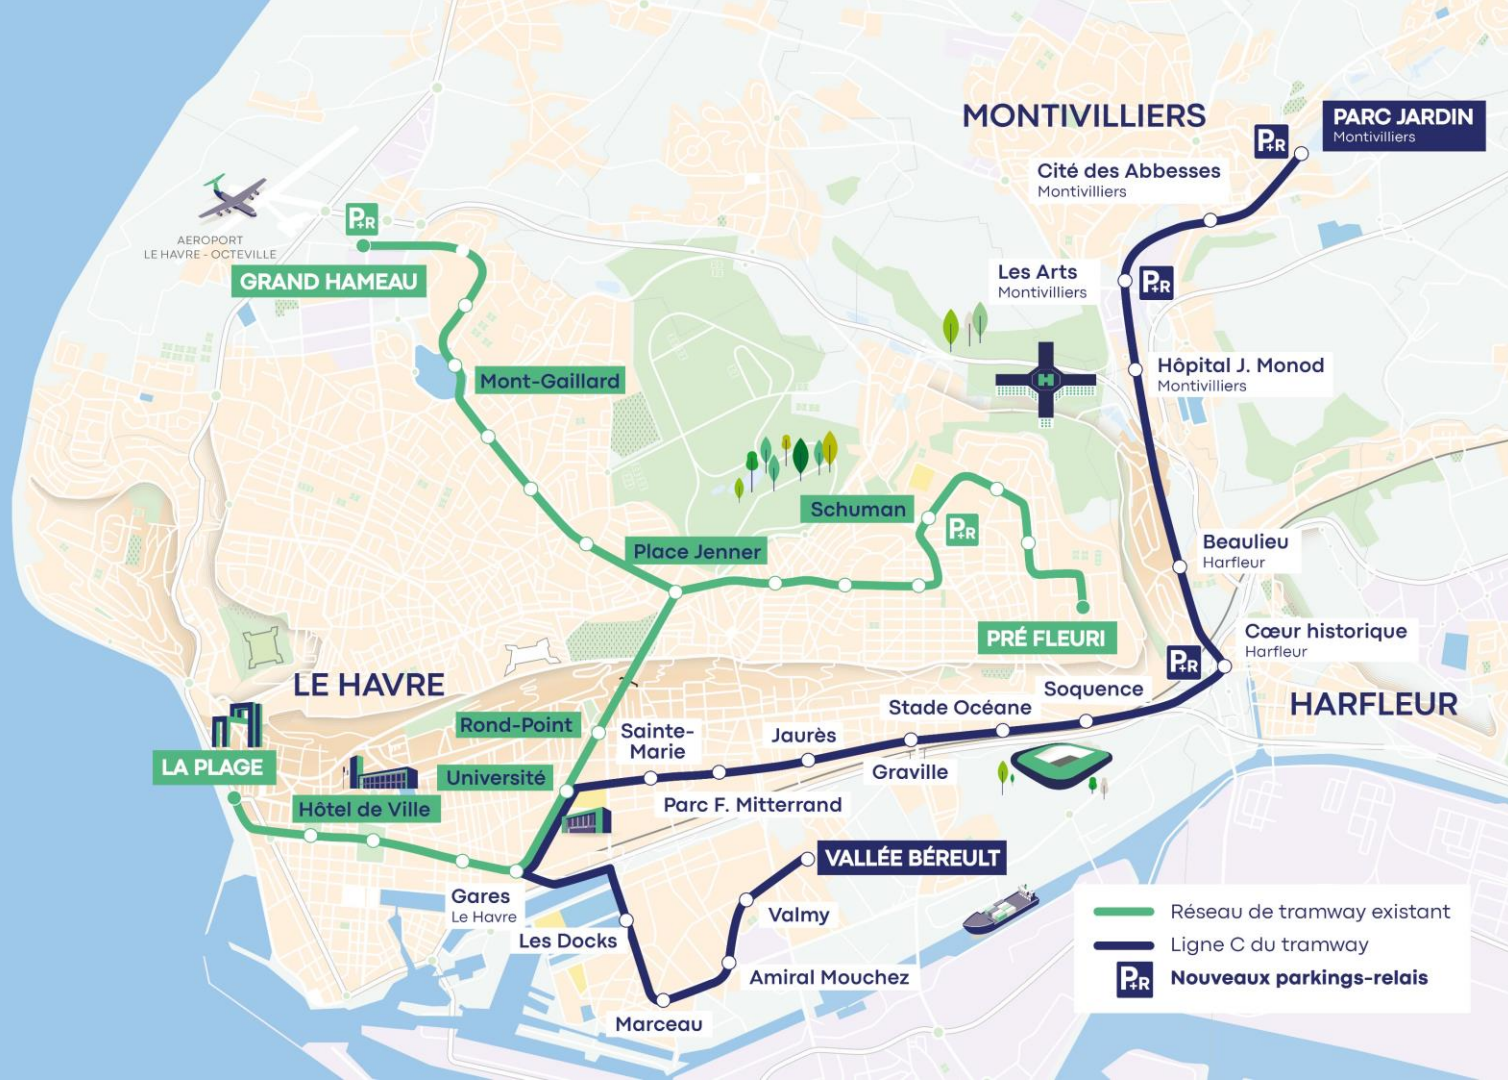 MONTIVILLIERS
P+R
PARC JARDIN
Montivilliers
Cité des Abbesses
Montivilliers
P+R
AEROPORT
LE HAVRE - OCTEVILLE
GRAND HAMEAU
Les Arts
Montivilliers
P+R
Mont-Gaillard
Hôpital J. Monod
Montivilliers
H
Schuman
P+R
Place Jenner
Beaulieu
Harfleur
PRÉ FLEURI
Cœur historique
Harfleur
P+R
LE HAVRE
HARFLEUR
Soquence
Stade Océane
Rond-Point
Sainte-
Marie
Jaurès
Graville
LA PLAGE
Université
Hôtel de Ville
Parc F. Mitterrand
VALLÉE BÉREULT
Gares
Le Havre
Valmy
Les Docks
Amiral Mouchez
Marceau
Réseau de tramway existant
Ligne C du tramway
P+R Nouveaux parkings-relais